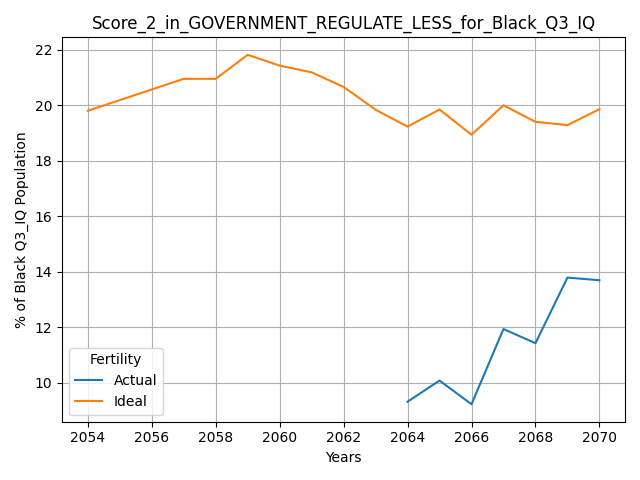 Score_2_in_GOVERNMENT_REGULATE_LESS_for_Black_Q3_IQ
% of Black Q3_IQ Population
22
20
18
16
14
12
10
Fertility
Actual
Ideal
2054 2056 2058 2060 2062 2064 2066 2068 2070
Years